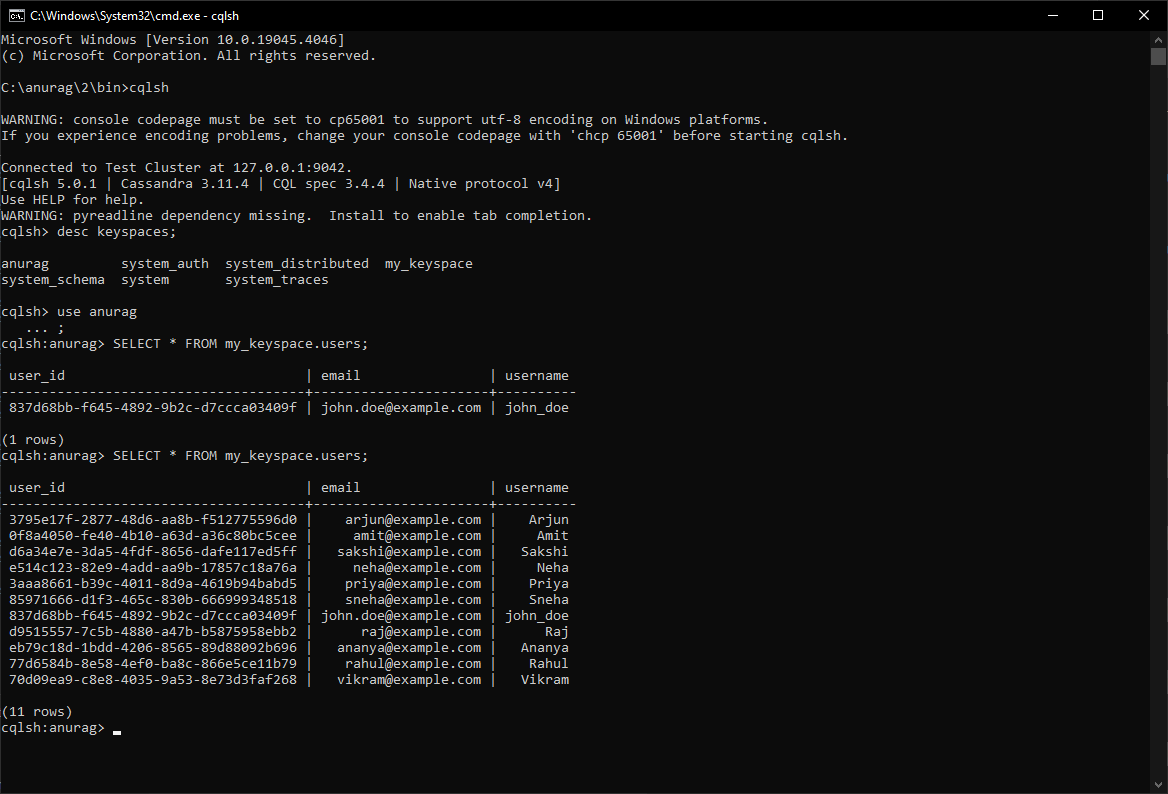 C:\Windows\System32\cmd.exe - cqlsh
Microsoft Windows [Version 10.0.19045.4046]
(c) Microsoft Corporation. All rights reserved.
C:\anurag\2\bin>cqlsh
WARNING: console codepage must be set to cp65001 to support utf-8 encoding on Windows platforms.
If you experience encoding problems, change your console codepage with 'chcp 65001' before starting cqlsh.
Connected to Test Cluster at 127.0.0.1:9042.
[cqlsh 5.0.1 | Cassandra 3.11.4 | CQL spec 3.4.4 | Native protocol v4]
Use HELP for help.
WARNING: pyreadline dependency missing.  Install to enable tab completion.
cqlsh> desc keyspaces;
anurag         system_auth  system_distributed  my_keyspace
system_schema  system       system_traces
cqlsh> use anurag
   ... ;
cqlsh:anurag> SELECT * FROM my_keyspace.users;
 user_id                              | email                | username
--------------------------------------+----------------------+----------
 837d68bb-f645-4892-9b2c-d7ccca03409f | john.doe@example.com | john_doe
(1 rows)
cqlsh:anurag> SELECT * FROM my_keyspace.users;
 user_id                              | email                | username
--------------------------------------+----------------------+----------
 3795e17f-2877-48d6-aa8b-f512775596d0 |    arjun@example.com |    Arjun
 0f8a4050-fe40-4b10-a63d-a36c80bc5cee |     amit@example.com |     Amit
 d6a34e7e-3da5-4fdf-8656-dafe117ed5ff |   sakshi@example.com |   Sakshi
 e514c123-82e9-4add-aa9b-17857c18a76a |     neha@example.com |     Neha
 3aaa8661-b39c-4011-8d9a-4619b94babd5 |    priya@example.com |    Priya
 85971666-d1f3-465c-830b-666999348518 |    sneha@example.com |    Sneha
 837d68bb-f645-4892-9b2c-d7ccca03409f | john.doe@example.com | john_doe
 d9515557-7c5b-4880-a47b-b5875958ebb2 |      raj@example.com |      Raj
 eb79c18d-1bdd-4206-8565-89d88092b696 |   ananya@example.com |   Ananya
 77d6584b-8e58-4ef0-ba8c-866e5ce11b79 |    rahul@example.com |    Rahul
 70d09ea9-c8e8-4035-9a53-8e73d3faf268 |   vikram@example.com |   Vikram
(11 rows)
cqlsh:anurag>